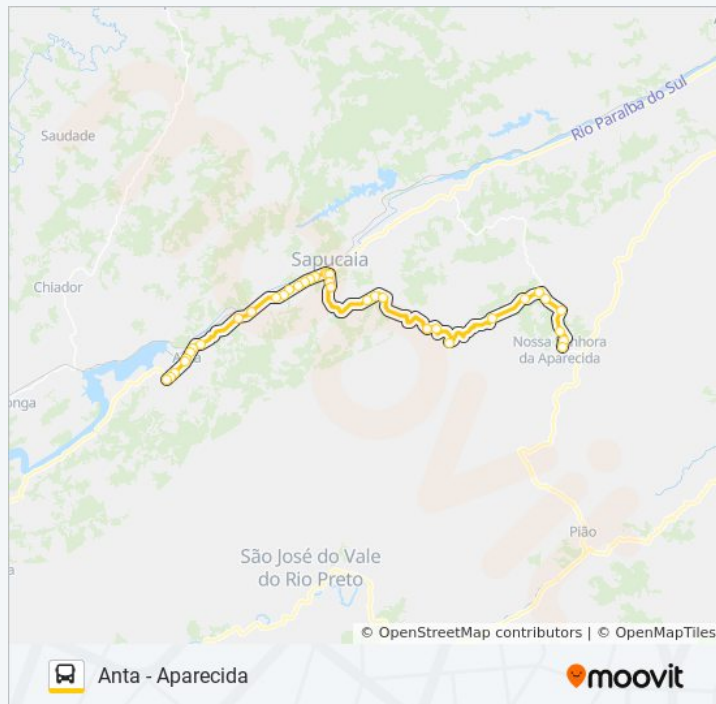 Rio Paraíba do Sul
Saudade
Sapucaia
Chiador
Nossa Senhora
da Aparecida
Anta
onga
Pião
São José do Vale
do Rio Preto
a
© OpenStreetMap contributors | © OpenMapTiles
Anta - Aparecida
moovit